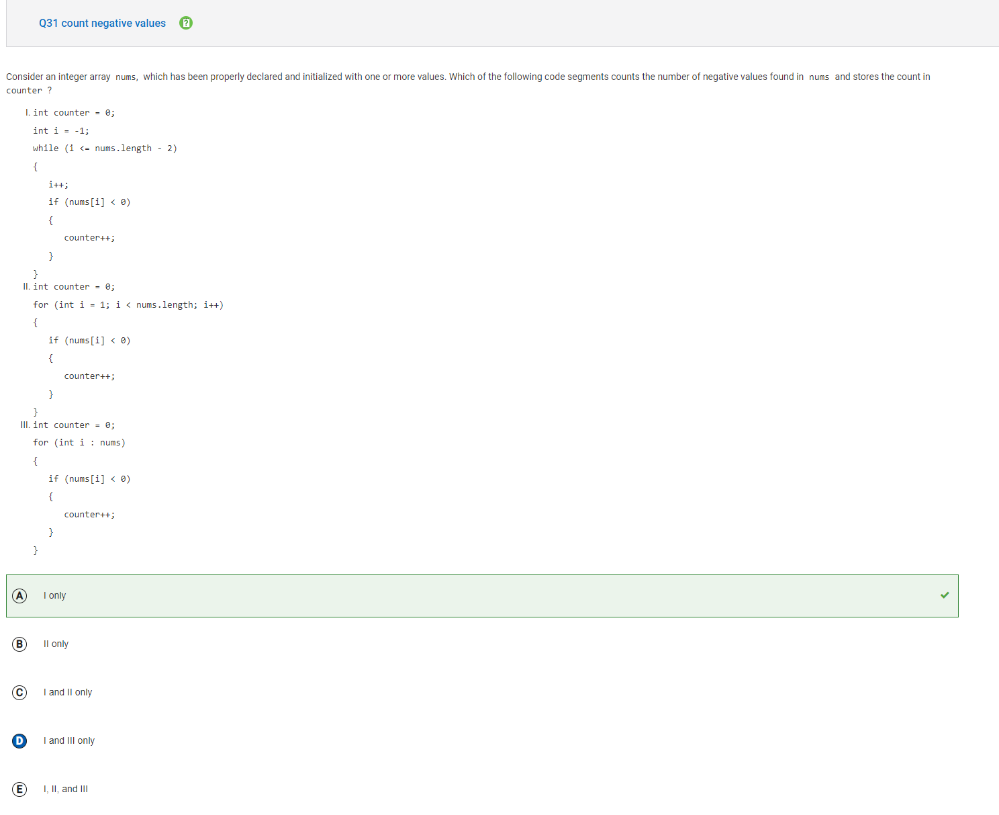 Q31 count negative values ?
Consider an integer array nums, which has been properly declared and initialized with one or more values. Which of the following code segments counts the number of negative values found in nums and stores the count in
counter ?
I. int counter = 0;
int i = -1;
while (i <= nums.length - 2)
{
i++;
if (nums[i] < 0)
{
counter++;
}
}
II. int counter = 0;
for (int i = 1; i < nums.length; i++)
{
if (nums[i] < 0)
{
counter++;
}
}
III. int counter = 0;
for (int i : nums)
{
if (nums[i] < 0)
{
counter++;
}
}
A I only
B II only
C I and II only
D I and III only
E I, II, and III